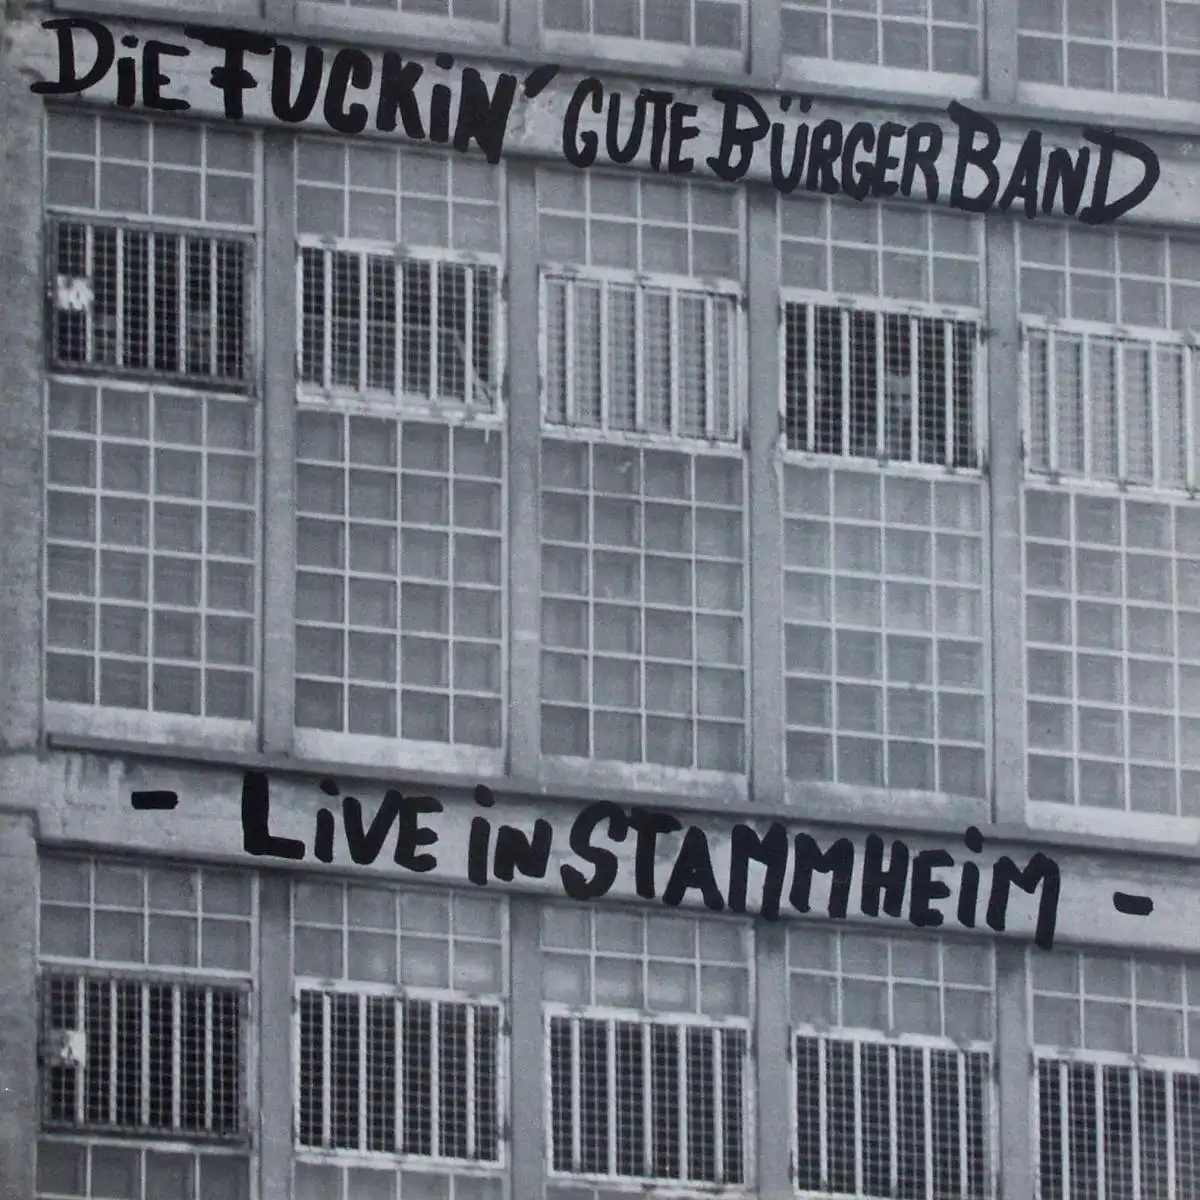 DiE FUCKiN' GUTE BÜRGER BAND
- LiVE iN STAMMHEiM -